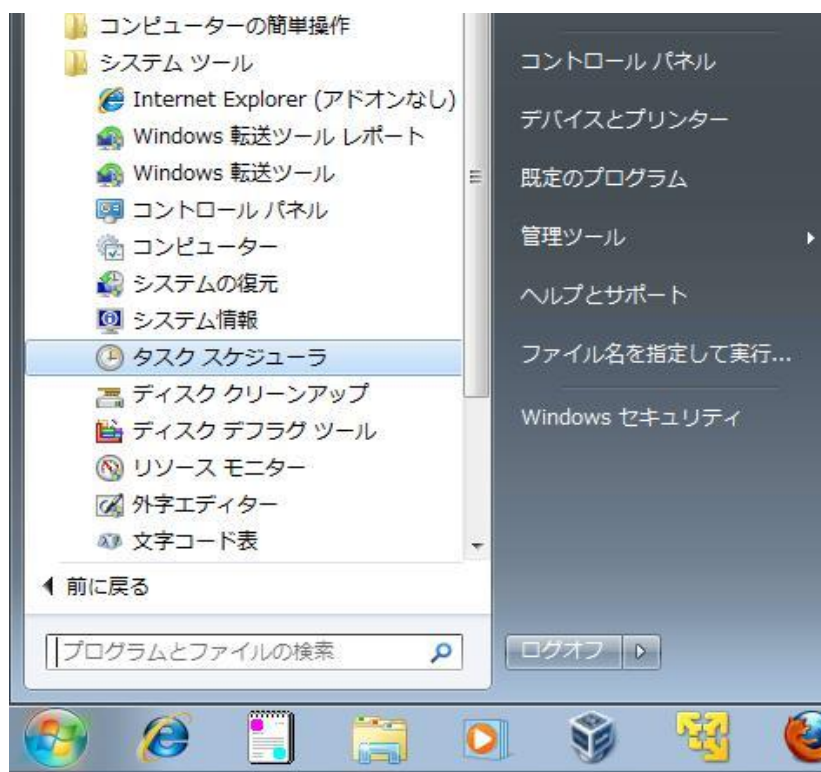 コンピューターの簡単操作
システム ツール
Internet Explorer (アドオンなし)
Windows 転送ツール レポート
Windows 転送ツール
コントロール パネル
コンピューター
システムの復元
システム情報
タスク スケジューラ
ディスク クリーンアップ
ディスク デフラグ ツール
リソース モニター
外字エディター
文字コード表
前に戻る
プログラムとファイルの検索
コントロール パネル
デバイスとプリンター
既定のプログラム
管理ツール
ヘルプとサポート
ファイル名を指定して実行...
Windows セキュリティ
ログオフ